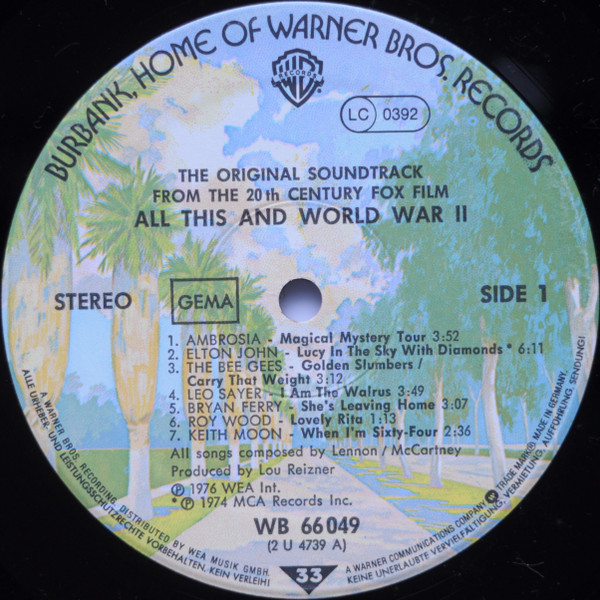 BURBANK, HOME OF WARNER BROS. RECORDS
RECORDS
LC 0392
THE ORIGINAL SOUNDTRACK
FROM THE 20th CENTURY FOX FILM
ALL THIS AND WORLD WAR II
STEREO
GEMA
SIDE 1
1. AMBROSIA - Magical Mystery Tour 3:52
2. ELTON JOHN - Lucy In The Sky With Diamonds * 6:11
3. THE BEE GEES - Golden Slumbers /
Carry That Weight 3:12
4. LEO SAYER - I Am The Walrus 3:49
5. BRYAN FERRY - She's Leaving Home 3:07
6. ROY WOOD - Lovely Rita 1:13
7. KEITH MOON - When I'm Sixty-Four 2:36
All songs composed by Lennon / McCartney
Produced by Lou Reizner
℗ 1976 WEA Int.
* ℗ 1974 MCA Records Inc.
WB 66049
(2 U 4739 A)
33
A WARNER BROS. RECORDING, DISTRIBUTED BY WEA MUSIK GMBH.
ALLE URHEBER- UND LEISTUNGSSCHUTZRECHTE VORBEHALTEN, KEIN VERLEIH!
A WARNER COMMUNICATIONS COMPANY TRADE MARK® MADE IN GERMANY.
KEINE UNERLAUBTE VERVIELFÄLTIGUNG, VERMIETUNG, AUFFÜHRUNG, SENDUNG!